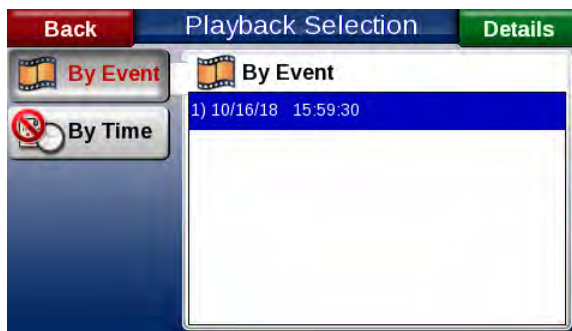 Back
Playback Selection
Details
By Event
By Event
1) 10/16/18 15:59:30
By Time